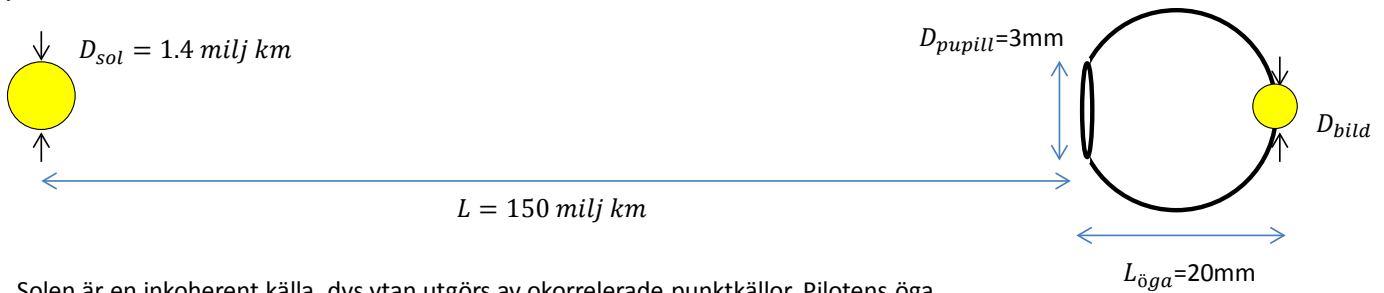 D_sol = 1.4 milj km
D_pupill=3mm
D_bild
L = 150 milj km
L_öga=20mm
Solen är en inkoherent källa, dvs ytan utgörs av okorrelerade punktkällor. Pilotens öga